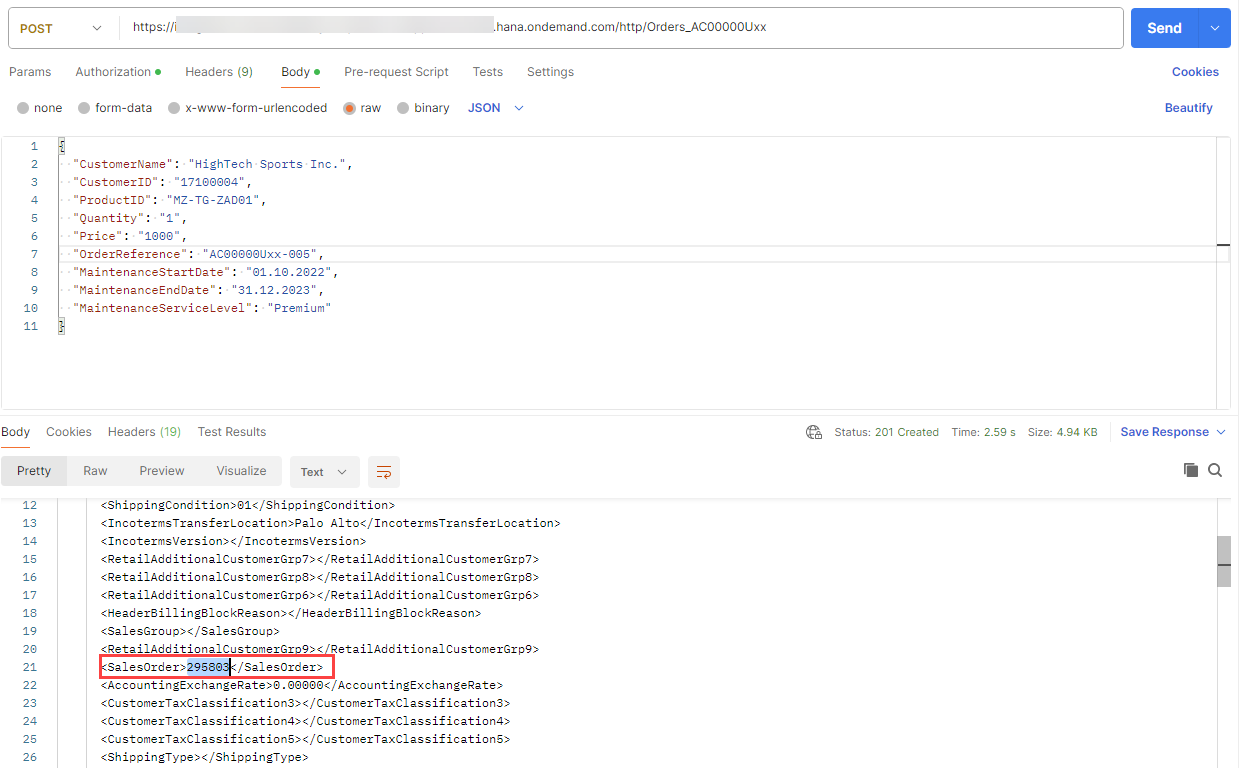 POST https://i .hana.ondemand.com/http/Orders_AC00000Uxx Send
Params Authorization Headers (9) Body Pre-request Script Tests Settings Cookies
none form-data x-www-form-urlencoded raw binary JSON Beautify
1 {
2 "CustomerName": "HighTech Sports Inc.",
3 "CustomerID": "17100004",
4 "ProductID": "MZ-TG-ZAD01",
5 "Quantity": "1",
6 "Price": "1000",
7 "OrderReference": "AC00000Uxx-005",
8 "MaintenanceStartDate": "01.10.2022",
9 "MaintenanceEndDate": "31.12.2023",
10 "MaintenanceServiceLevel": "Premium"
11 }
Body Cookies Headers (19) Test Results Status: 201 Created Time: 2.59 s Size: 4.94 KB Save Response
Pretty Raw Preview Visualize Text
12 <ShippingCondition>01</ShippingCondition>
13 <IncotermsTransferLocation>Palo Alto</IncotermsTransferLocation>
14 <IncotermsVersion></IncotermsVersion>
15 <RetailAdditionalCustomerGrp7></RetailAdditionalCustomerGrp7>
16 <RetailAdditionalCustomerGrp8></RetailAdditionalCustomerGrp8>
17 <RetailAdditionalCustomerGrp6></RetailAdditionalCustomerGrp6>
18 <HeaderBillingBlockReason></HeaderBillingBlockReason>
19 <SalesGroup></SalesGroup>
20 <RetailAdditionalCustomerGrp9></RetailAdditionalCustomerGrp9>
21 <SalesOrder>295803</SalesOrder>
22 <AccountingExchangeRate>0.00000</AccountingExchangeRate>
23 <CustomerTaxClassification3></CustomerTaxClassification3>
24 <CustomerTaxClassification4></CustomerTaxClassification4>
25 <CustomerTaxClassification5></CustomerTaxClassification5>
26 <ShippingType></ShippingType>